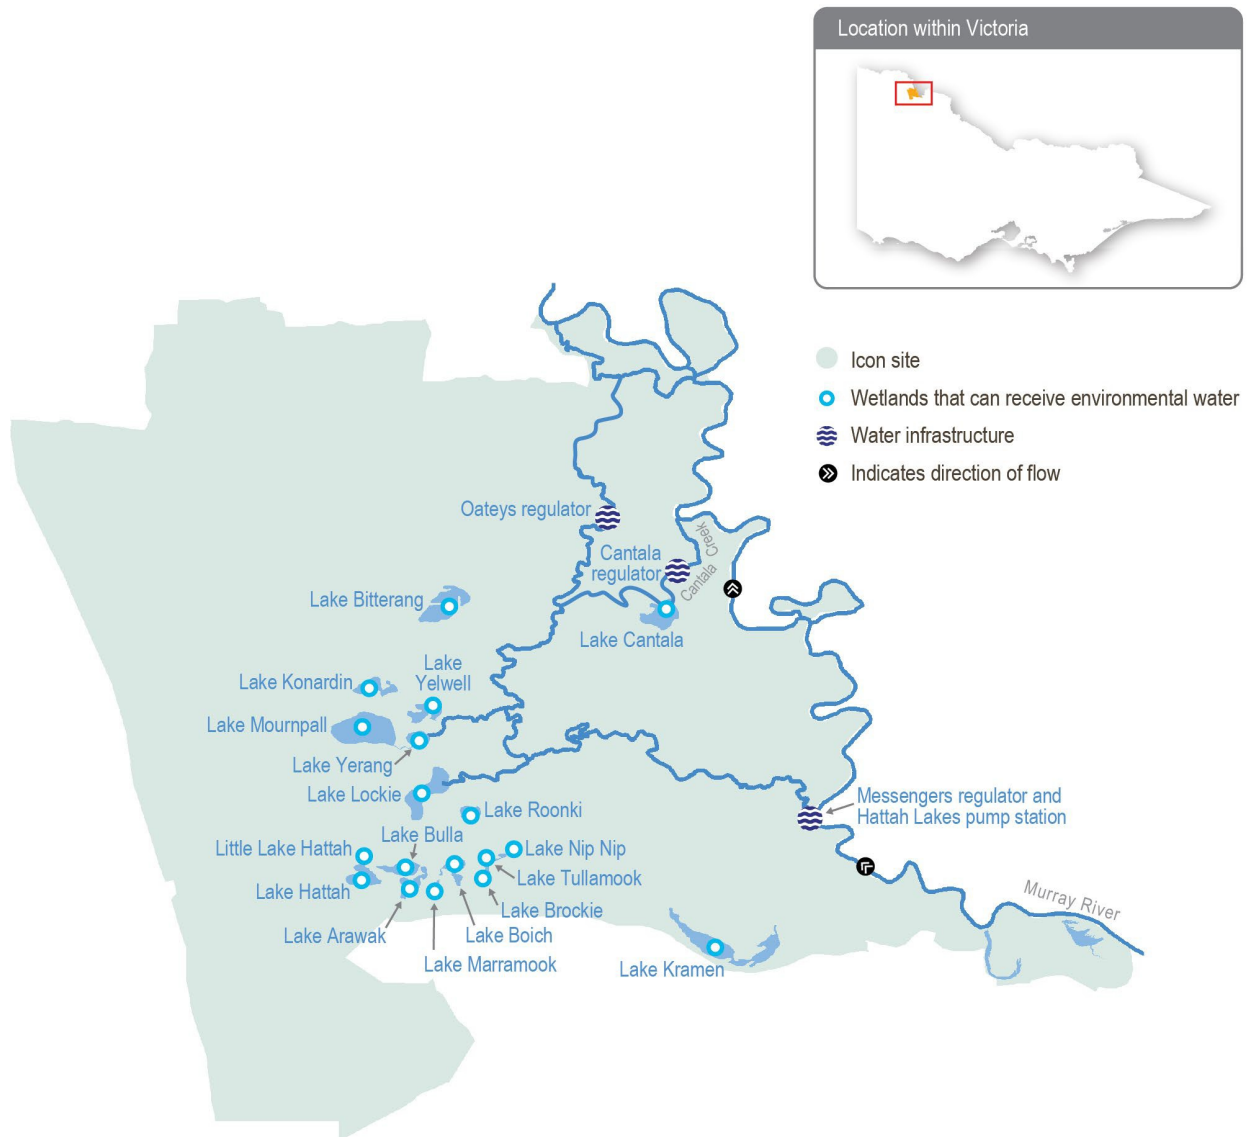 Location within Victoria
Icon site
Wetlands that can receive environmental water
Water infrastructure
Indicates direction of flow
Oateys regulator
Cantala
regulator
Cantala Creek
Lake Bitterang
Lake Cantala
Lake
Yelwell
Lake Konardin
Lake Mournpall
Lake Yerang
Lake Lockie
Messengers regulator and
Hattah Lakes pump station
Lake Roonki
Lake Bulla
Little Lake Hattah
Lake Nip Nip
Lake Tullamook
Lake Hattah
Lake Brockie
Murray River
Lake Arawak
Lake Boich
Lake Marramook
Lake Kramen